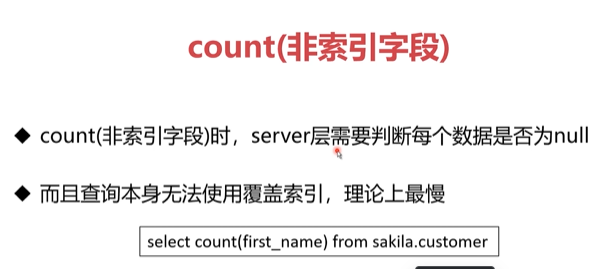 count(非索引字段)
◆ count(非索引字段)时，server层需要判断每个数据是否为null
◆ 而且查询本身无法使用覆盖索引，理论上最慢
select count(first_name) from sakila.customer